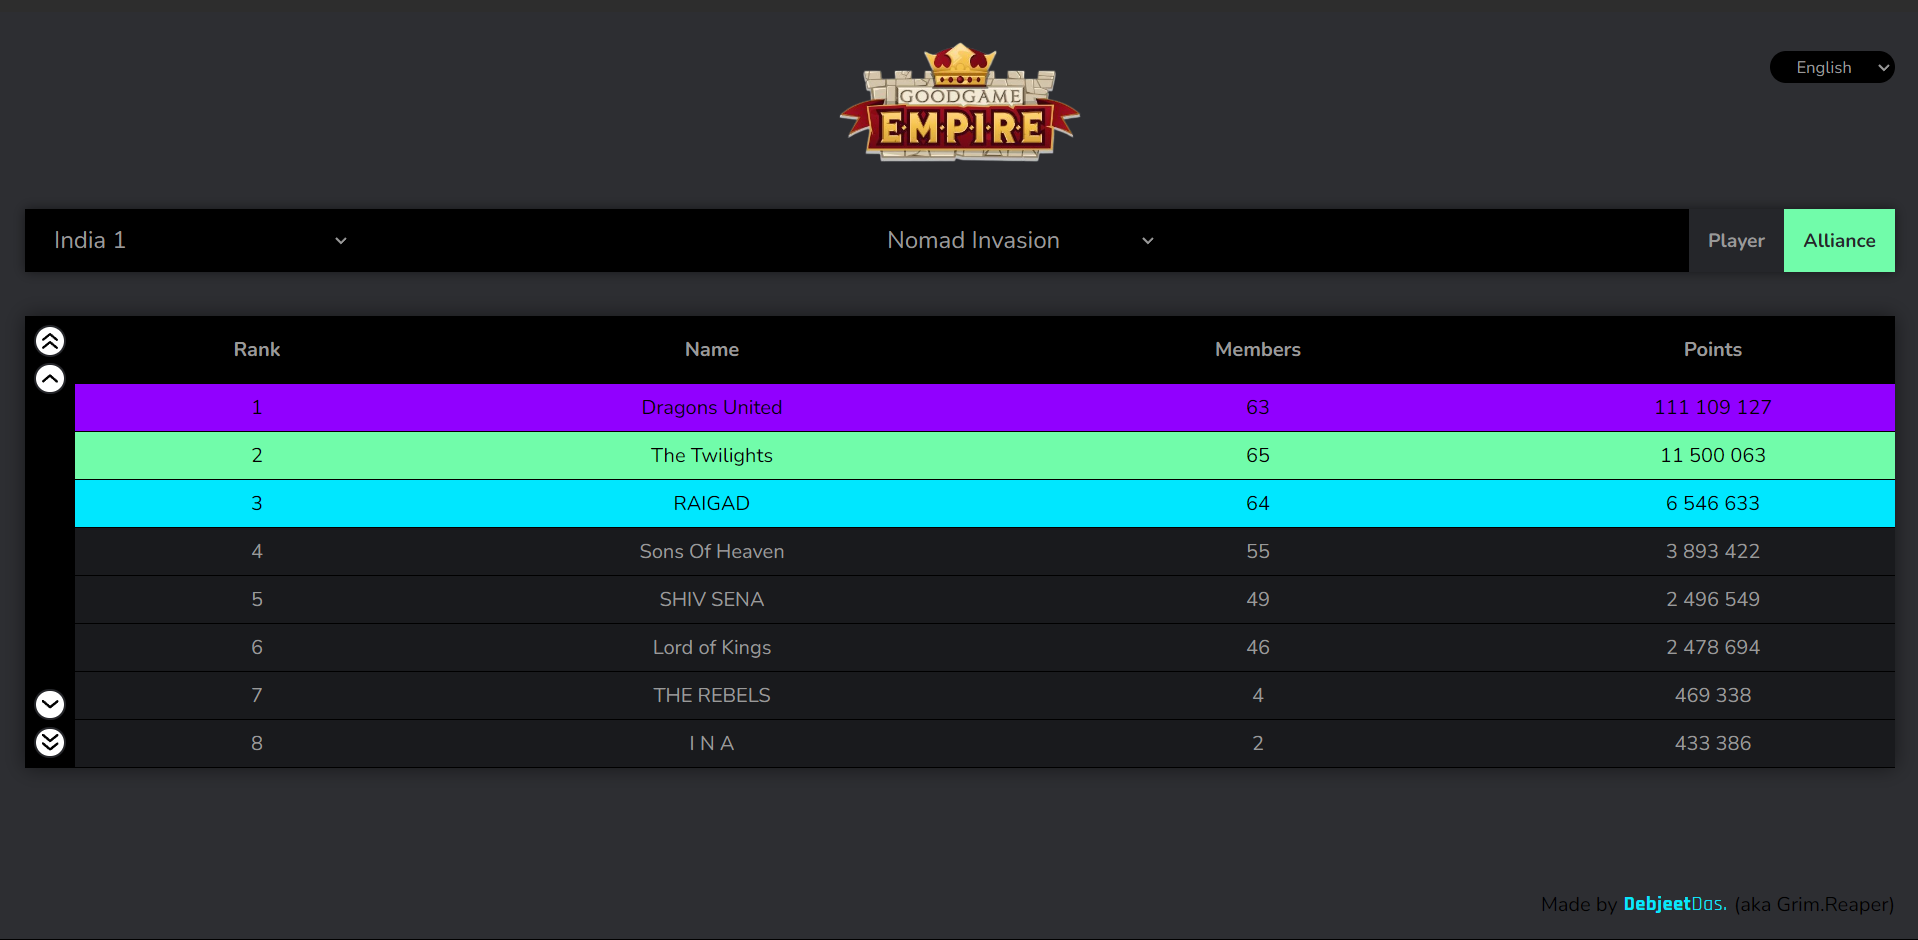 GOODGAME
EMPIRE
English
India 1 Nomad Invasion Player Alliance
Rank Name Members Points
1 Dragons United 63 111 109 127
2 The Twilights 65 11 500 063
3 RAIGAD 64 6 546 633
4 Sons Of Heaven 55 3 893 422
5 SHIV SENA 49 2 496 549
6 Lord of Kings 46 2 478 694
7 THE REBELS 4 469 338
8 I N A 2 433 386
Made by DebjeetDas. (aka Grim.Reaper)